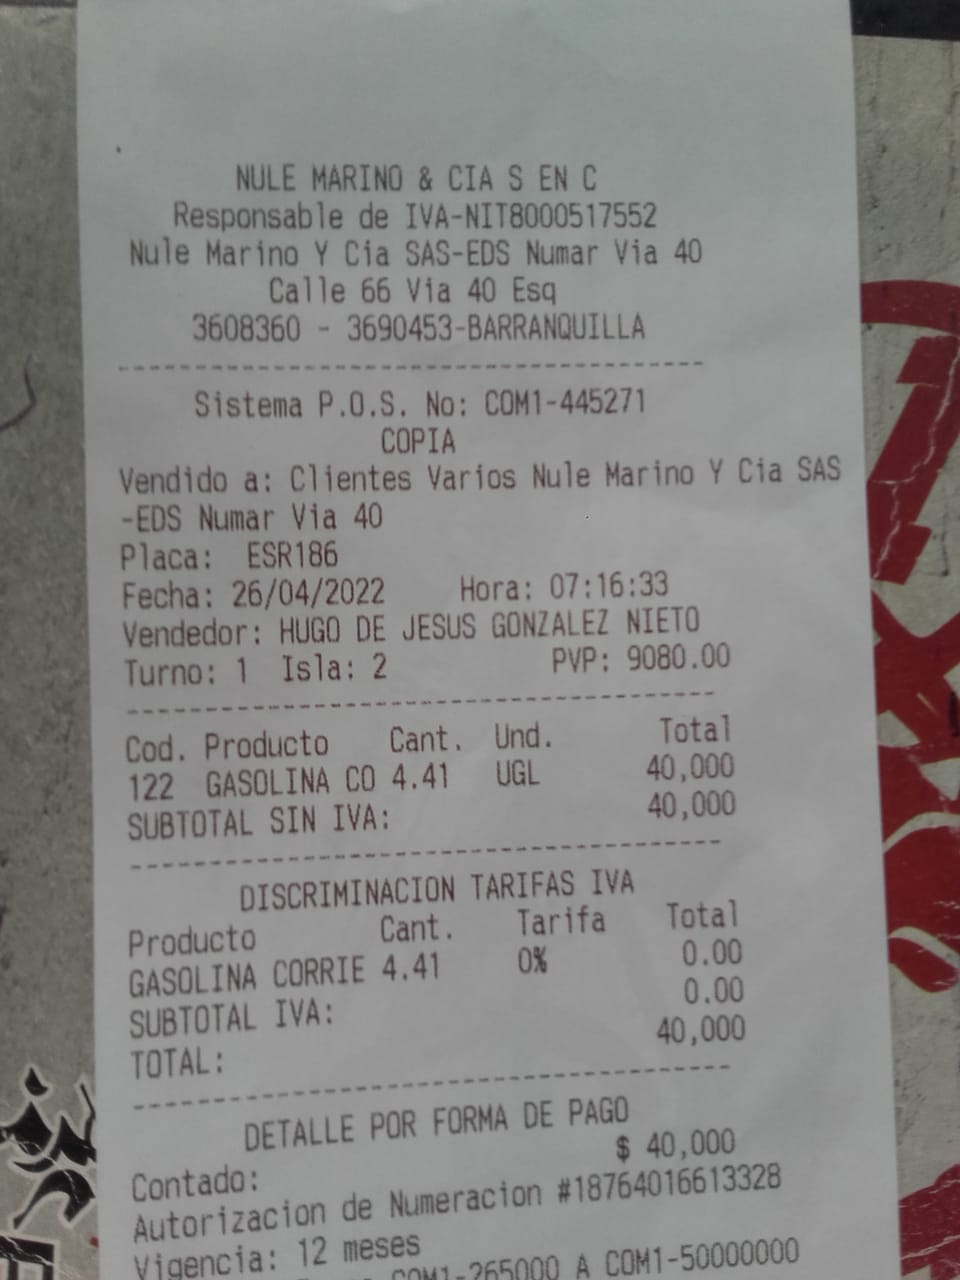 NULE MARINO & CIA S EN C
Responsable de IVA-NIT8000517552
Nule Marino Y Cia SAS-EDS Numar Via 40
Calle 66 Via 40 Esq
3608360 - 3690453-BARRANQUILLA
Sistema P.O.S. No: COM1-445271
COPIA
Vendido a: Clientes Varios Nule Marino Y Cia SAS
-EDS Numar Via 40
Placa: ESR186
Fecha: 26/04/2022 Hora: 07:16:33
Vendedor: HUGO DE JESUS GONZALEZ NIETO
Turno: 1 Isla: 2 PVP: 9080.00
Cod. Producto Cant. Und. Total
122 GASOLINA CO 4.41 UGL 40,000
SUBTOTAL SIN IVA: 40,000
DISCRIMINACION TARIFAS IVA
Producto Cant. Tarifa Total
GASOLINA CORRIE 4.41 0% 0.00
SUBTOTAL IVA: 0.00
TOTAL: 40,000
DETALLE POR FORMA DE PAGO
Contado: $ 40,000
Autorizacion de Numeracion #18764016613328
Vigencia: 12 meses
COM1-265000 A COM1-50000000